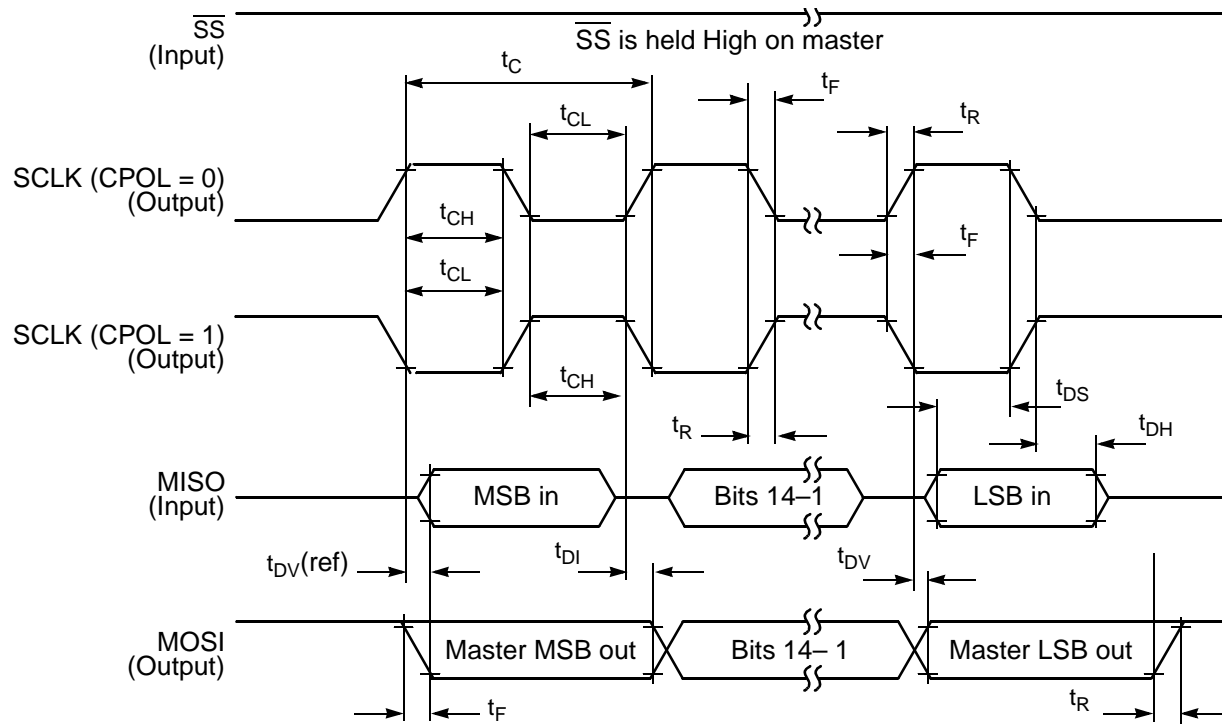 SS
(Input)
SS is held High on master
tC
tF
tCL
tR
SCLK (CPOL = 0)
(Output)
tCH
tF
tCL
SCLK (CPOL = 1)
(Output)
tCH
tDS
tR
tDH
MISO
(Input)
MSB in
Bits 14–1
LSB in
tDV(ref)
tDI
tDV
MOSI
(Output)
Master MSB out
Bits 14– 1
Master LSB out
tF
tR